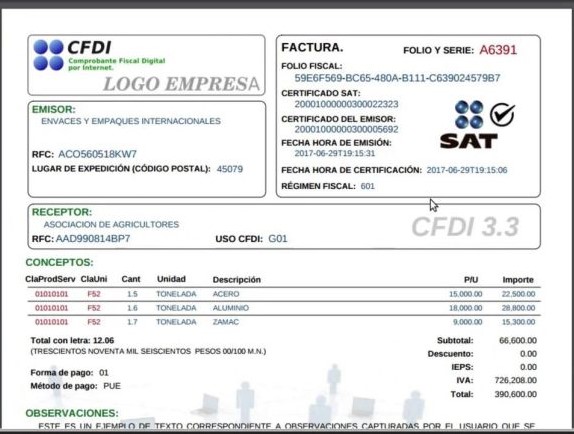 CFDI
Comprobante Fiscal Digital
por Internet.
LOGO EMPRESA
FACTURA.
FOLIO Y SERIE: A6391
FOLIO FISCAL:
59E6F569-BC65-480A-B111-C639024579B7
CERTIFICADO SAT:
20001000000300022323
CERTIFICADO DEL EMISOR:
20001000000300005692
FECHA HORA DE EMISIÓN:
2017-06-29T19:15:31
SAT
FECHA HORA DE CERTIFICACIÓN: 2017-06-29T19:15:06
RÉGIMEN FISCAL: 601
EMISOR:
ENVACES Y EMPAQUES INTERNACIONALES
RFC: ACO560518KW7
LUGAR DE EXPEDICIÓN (CÓDIGO POSTAL): 45079
RECEPTOR:
ASOCIACION DE AGRICULTORES
RFC: AAD990814BP7 USO CFDI: G01
CFDI 3.3
CONCEPTOS:
ClaProdServ ClaUni Cant Unidad Descripción P/U Importe
01010101 F52 1.5 TONELADA ACERO 15,000.00 22,500.00
01010101 F52 1.6 TONELADA ALUMINIO 18,000.00 28,800.00
01010101 F52 1.7 TONELADA ZAMAC 9,000.00 15,300.00
Total con letra: 12.06
(TRESCIENTOS NOVENTA MIL SEISCIENTOS PESOS 00/100 M.N.)
Forma de pago: 01
Método de pago: PUE
Subtotal: 66,600.00
Descuento: 0.00
IEPS: 0.00
IVA: 726,208.00
Total: 390,600.00
OBSERVACIONES:
ESTE ES UN EJEMPLO DE TEXTO CORRESPONDIENTE A OBSERVACIONES CAPTURADAS POR EL USUARIO QUE SE